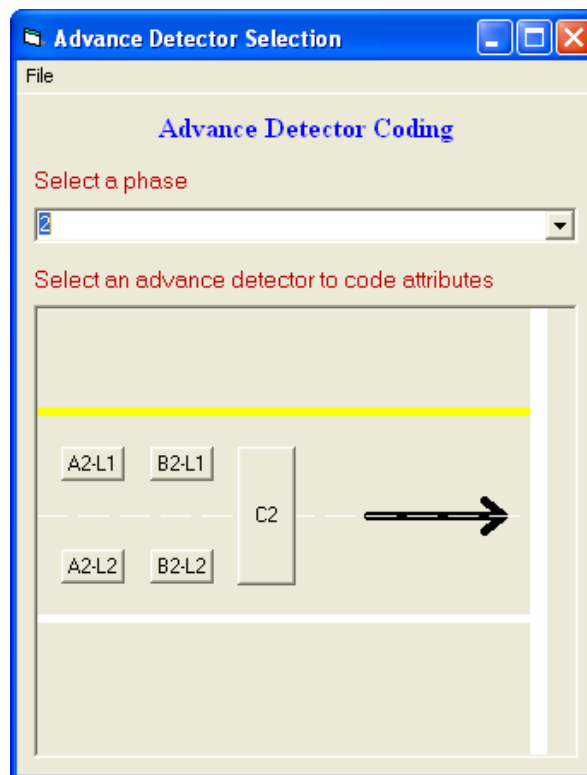 Advance Detector Selection
File
Advance Detector Coding
Select a phase
2
Select an advance detector to code attributes
A2-L1 B2-L1
C2
A2-L2 B2-L2